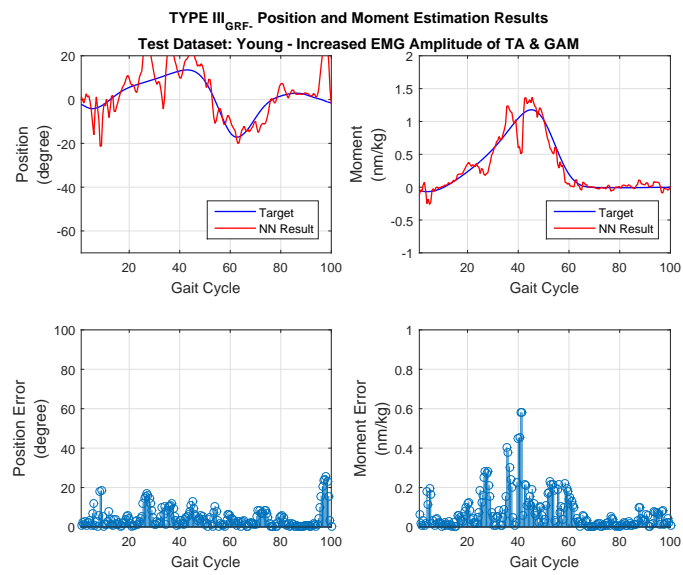 TYPE III_GRF- Position and Moment Estimation Results
Test Dataset: Young - Increased EMG Amplitude of TA & GAM
Position
(degree)
20
0
-20
-40
-60
Target
NN Result
20
40
60
80
100
Gait Cycle
Moment
(nm/kg)
2
1.5
1
0.5
0
-0.5
-1
Target
NN Result
20
40
60
80
100
Gait Cycle
Position Error
(degree)
100
80
60
40
20
0
20
40
60
80
100
Gait Cycle
Moment Error
(nm/kg)
1
0.8
0.6
0.4
0.2
0
20
40
60
80
100
Gait Cycle